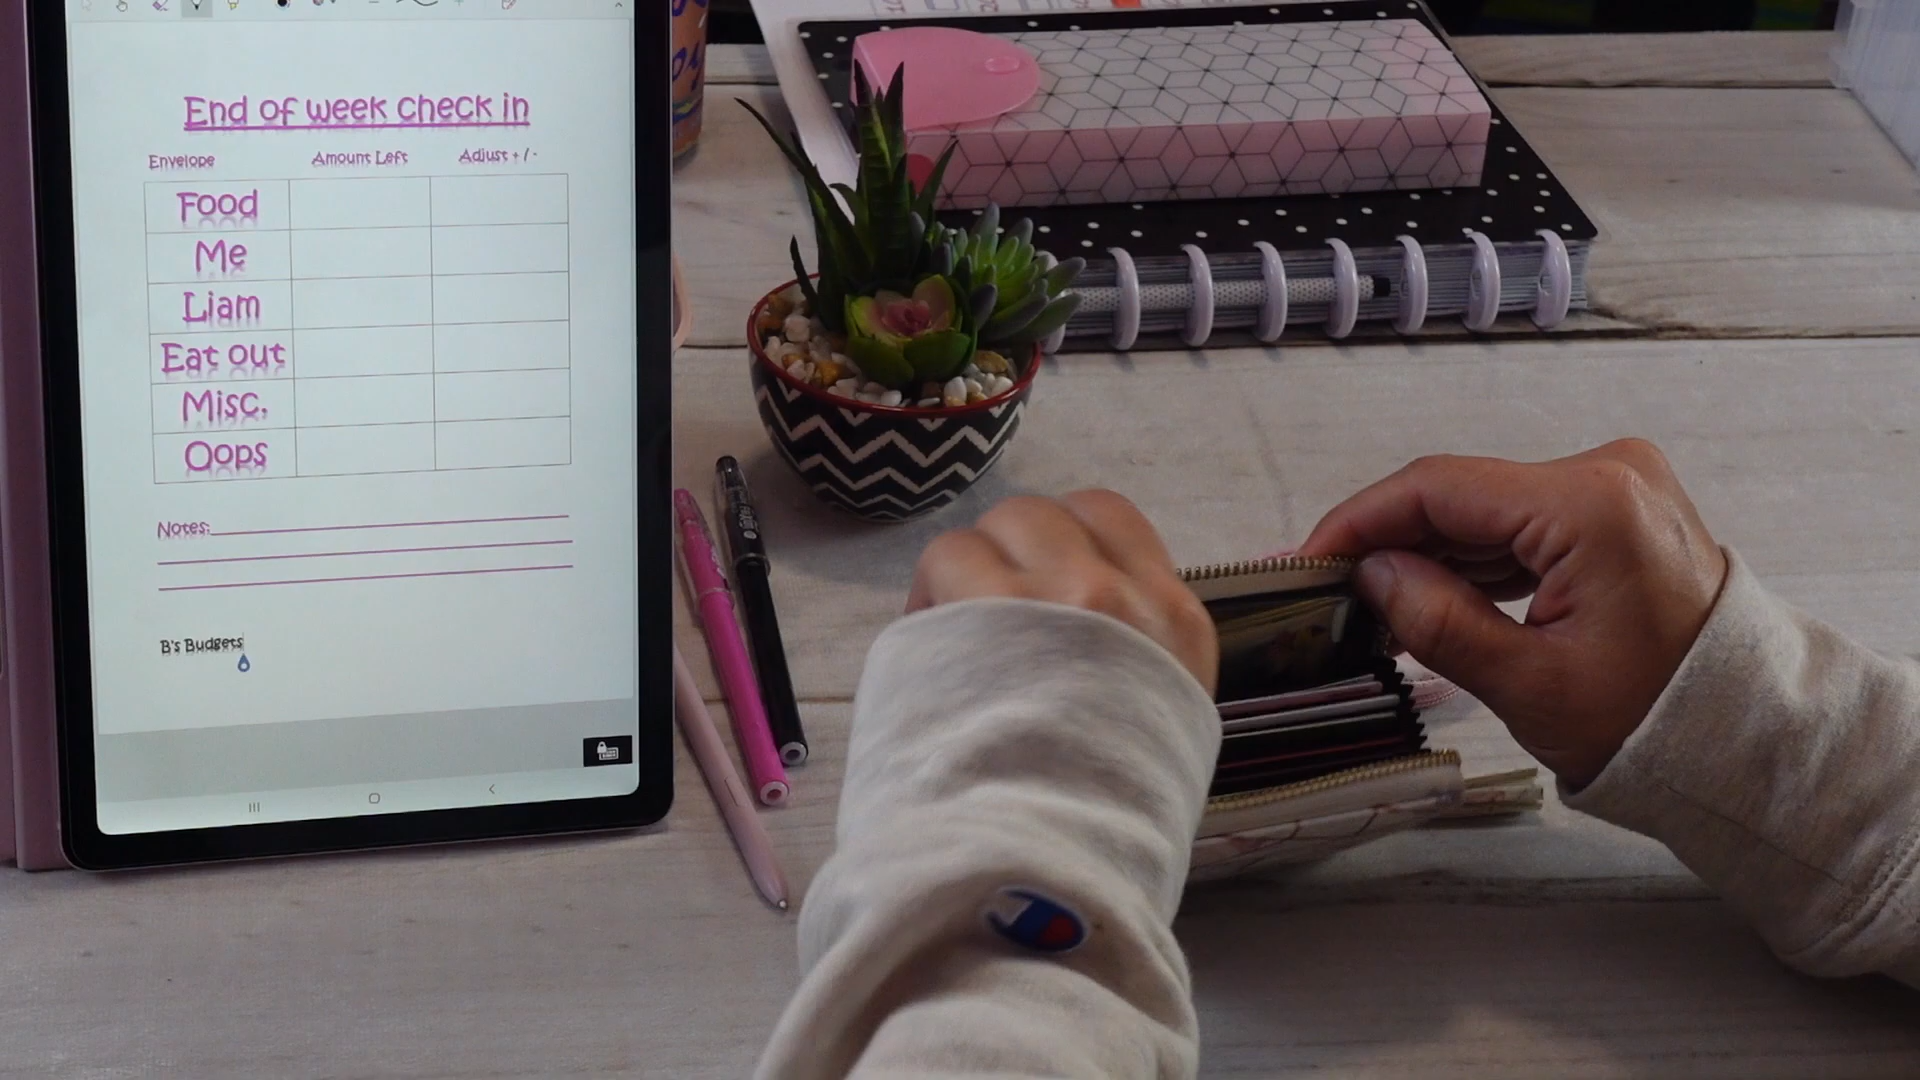 End of week check in
Envelope Amount Left Adjust + / -
Food
Me
Liam
Eat out
Misc.
Oops
Notes:
B's Budgets